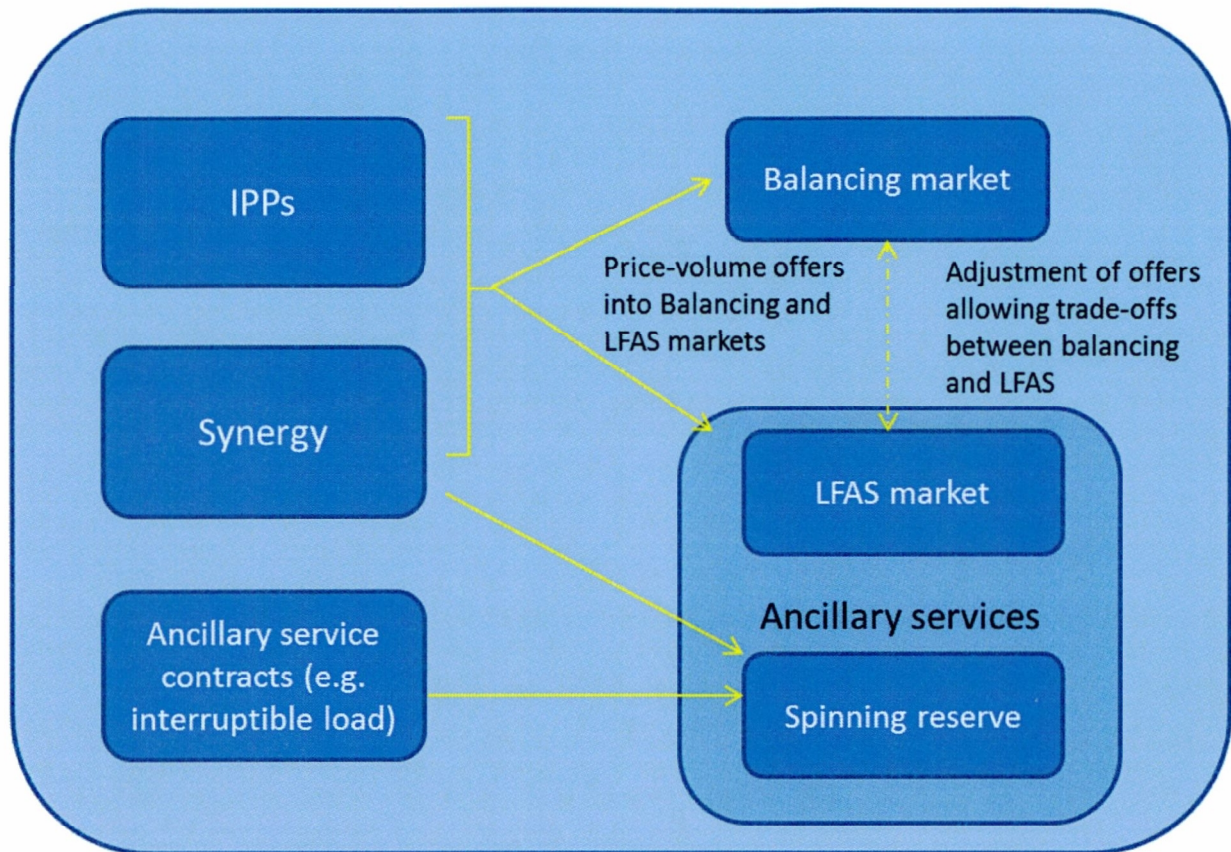 IPPs
Synergy
Ancillary service
contracts (e.g.
interruptible load)
Price-volume offers
into Balancing and
LFAS markets
Balancing market
Adjustment of offers
allowing trade-offs
between balancing
and LFAS
LFAS market
Ancillary services
Spinning reserve